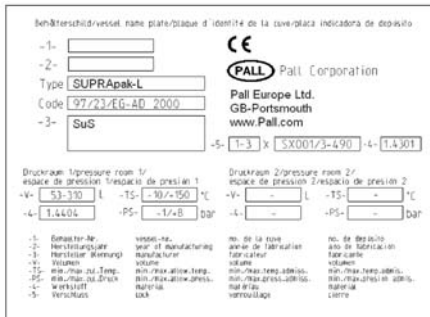 Behälterschild/vessel name plate/plaque d'identité de la cuve/placa indicadora de deposito
-1-
-2-
Type SUPRApak-L
Code 97/23/EG-AD 2000
-3- SuS
CE
PALL Pall Corporation
Pall Europe Ltd.
GB-Portsmouth
www.Pall.com
-5- 1-3 X SX001/3-490 -4- 1.4301
Druckraum 1/pressure room 1/
espace de pression 1/espacio de presión 1
-V- 53-310 L -TS- -10/+150 °C
-4- 1.4404 -PS- -1/+8 bar
Druckraum 2/pressure room 2/
espace de pression 2/espacio presión 2
-V- - L -TS- - °C
-4- - -PS- - bar
-1- Behaelter-Nr. vessel-no. no. de la cuve no. de deposito
-2- Herstellungsjahr year of manufacturing année de fabrication ano de fabricación
-3- Hersteller (Kennung) manufacturer fabricateur fabricante
-V- Volumen volume volume volumen
-TS- min./max.zul.Temp. min./max.allow.temp. min./max.temp.admiss. min./max.temp.admis.
-PS- min./max.zul.Druck min./max.allow.press. min./max.press.admiss. min./max.presión admis.
-4- Werkstoff material matériau material
-5- Verschluss lock verrouillage cierre